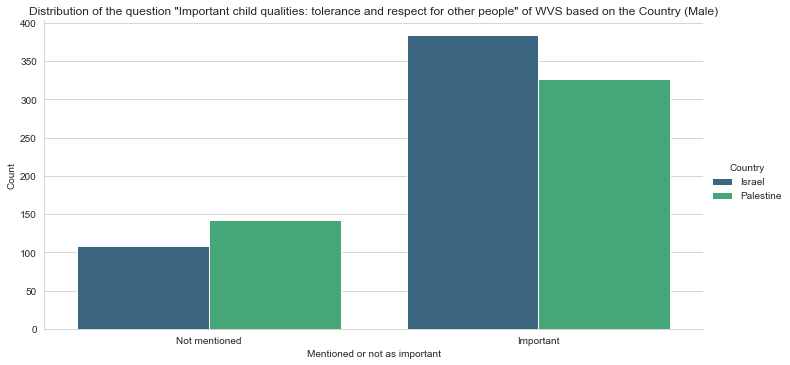 Distribution of the question "Important child qualities: tolerance and respect for other people" of WVS based on the Country (Male)
400
350
300
250
200
150
100
50
0
Count
Not mentioned
Important
Mentioned or not as important
Country
Israel
Palestine